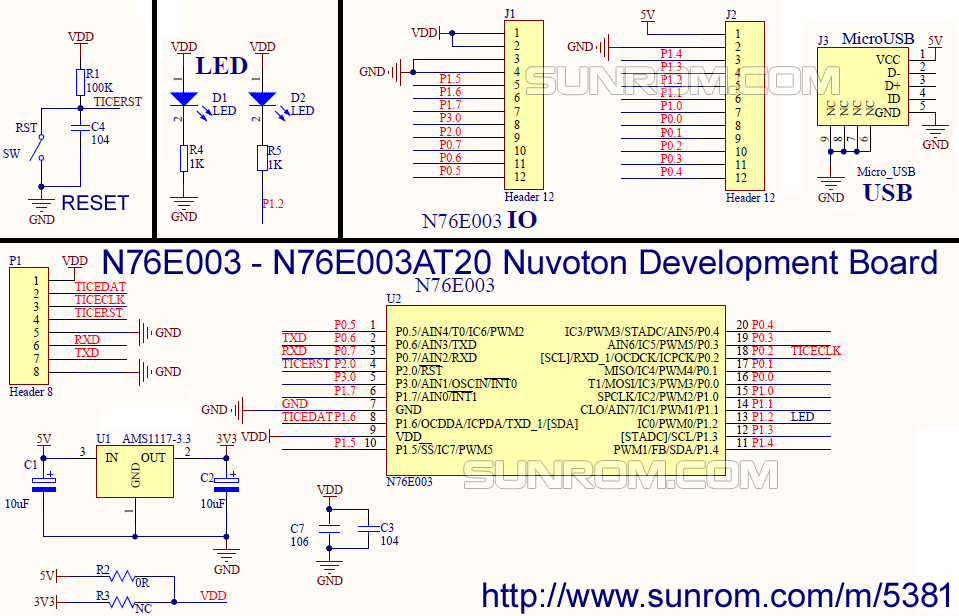 VDD
R1
100K
TICERST
RST
C4
104
SW
GND
RESET
VDD VDD
LED
1 1
D1 D2
LED LED
2 2
R4 R5
1K 1K
GND
P1.2
J1
VDD
1
2
3
GND 4
P1.5 5
P1.6 6
P1.7 7
P3.0 8
P2.0 9
P0.7 10
P0.6 11
P0.5 12
Header 12
N76E003 IO
5V J2
1
GND 2
P1.4 3
P1.3 4
P1.2 5
P1.1 6
P1.0 7
P0.0 8
P0.1 9
P0.2 10
P0.3 11
P0.4 12
Header 12
SUNROM.COM
J3 MicroUSB
5V
VCC 1
D- 2
D+ 3
ID 4
GND 5
NC NC NC NC
9 8 7 6
GND
Micro_USB
GND USB
N76E003 - N76E003AT20 Nuvoton Development Board
P1 VDD
1
2 TICEDAT
3 TICECLK
4 TICERST
5 GND
6 RXD
7 TXD
8 GND
Header 8
N76E003
U2
P0.5 1 P0.5/AIN4/T0/IC6/PWM2
TXD P0.6 2 P0.6/AIN3/TXD
RXD P0.7 3 P0.7/AIN2/RXD
TICERST P2.0 4 P2.0/RST
P3.0 5 P3.0/AIN1/OSCIN/INT0
P1.7 6 P1.7/AIN0/INT1
GND GND 7 GND
TICEDAT P1.6 8 P1.6/OCDDA/ICPDA/TXD_1/[SDA]
VDD 9 VDD
P1.5 10 P1.5/SS/IC7/PWM5
IC3/PWM3/STADC/AIN5/P0.4 20 P0.4
AIN6/IC5/PWM5/P0.3 19 P0.3
[SCL]/RXD_1/OCDCK/ICPCK/P0.2 18 P0.2 TICECLK
MISO/IC4/PWM4/P0.1 17 P0.1
T1/MOSI/IC3/PWM3/P0.0 16 P0.0
SPCLK/IC2/PWM2/P1.0 15 P1.0
CLO/AIN7/IC1/PWM1/P1.1 14 P1.1
IC0/PWM0/P1.2 13 P1.2 LED
[STADC]/SCL/P1.3 12 P1.3
PWM1/FB/SDA/P1.4 11 P1.4
N76E003
SUNROM.COM
5V U1 AMS1117-3.3 3V3
3 IN OUT 2
GND
1
C1 C2
+ +
10uF 10uF
GND
VDD
C7 C3
106 104
GND
5V R2
0R
3V3 R3 VDD
NC
http://www.sunrom.com/m/5381